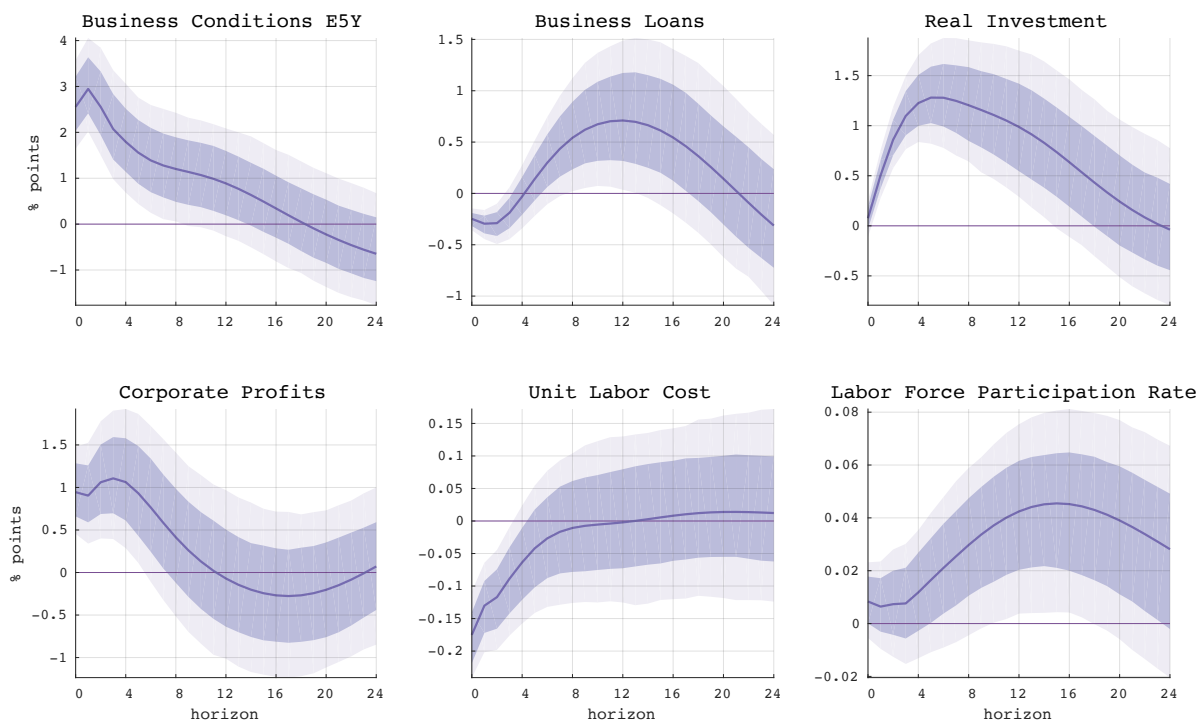 Business Conditions E5Y
% points
4
3
2
1
0
-1
0 4 8 12 16 20 24
Business Loans
1.5
1
0.5
0
-0.5
-1
0 4 8 12 16 20 24
Real Investment
1.5
1
0.5
0
-0.5
0 4 8 12 16 20 24
Corporate Profits
% points
1.5
1
0.5
0
-0.5
-1
0 4 8 12 16 20 24
horizon
Unit Labor Cost
0.15
0.1
0.05
0
-0.05
-0.1
-0.15
-0.2
0 4 8 12 16 20 24
horizon
Labor Force Participation Rate
0.08
0.06
0.04
0.02
0
-0.02
0 4 8 12 16 20 24
horizon